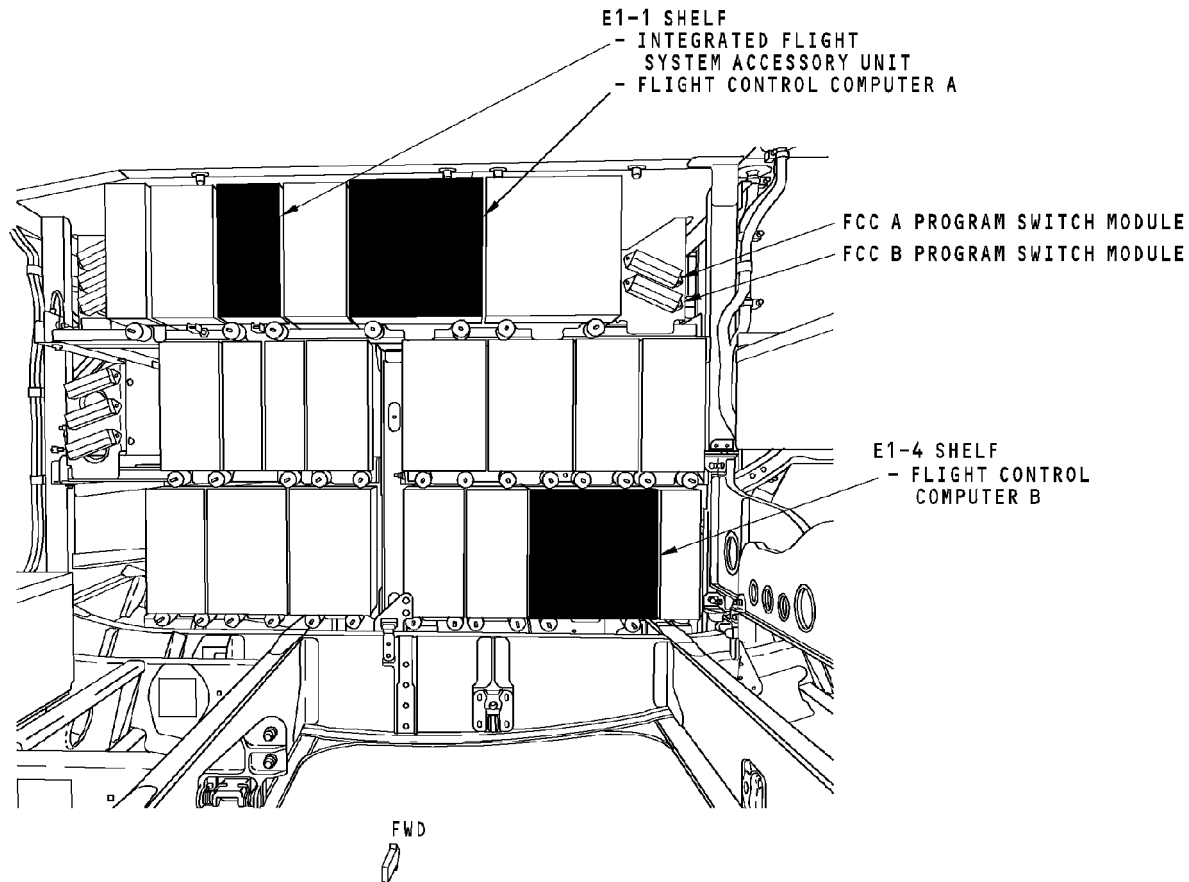 E1-1 SHELF
- INTEGRATED FLIGHT
SYSTEM ACCESSORY UNIT
- FLIGHT CONTROL COMPUTER A
FCC A PROGRAM SWITCH MODULE
FCC B PROGRAM SWITCH MODULE
E1-4 SHELF
- FLIGHT CONTROL
COMPUTER B
FWD